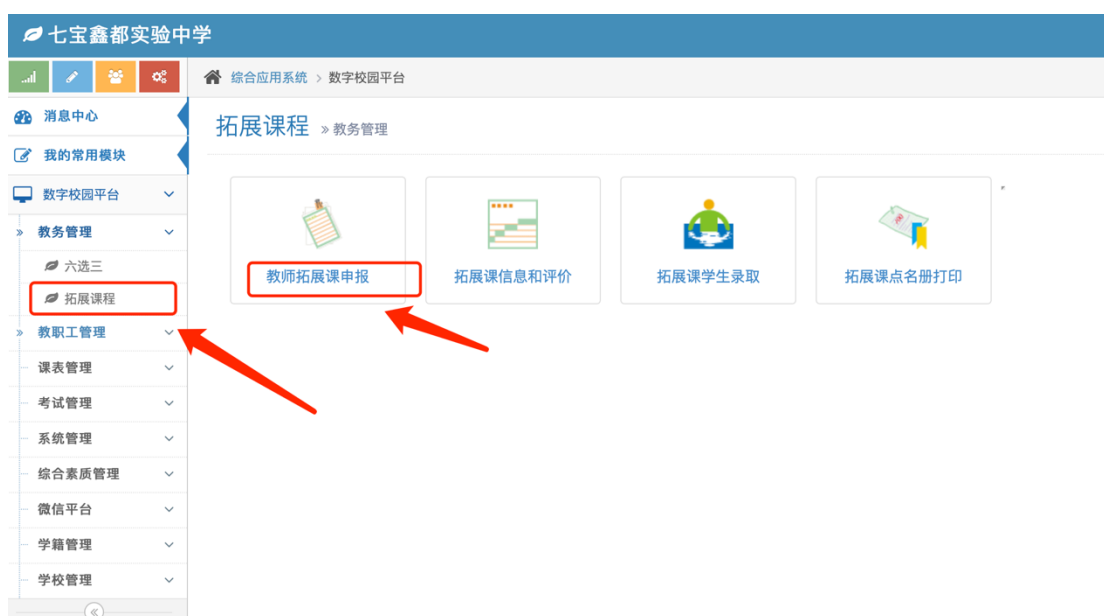 七宝鑫都实验中学
综合应用系统 > 数字校园平台
消息中心
我的常用模块
数字校园平台
» 教务管理
六选三
拓展课程
» 教职工管理
课表管理
考试管理
系统管理
综合素质管理
微信平台
学籍管理
学校管理
拓展课程 » 教务管理
教师拓展课申报
拓展课信息和评价
拓展课学生录取
拓展课点名册打印